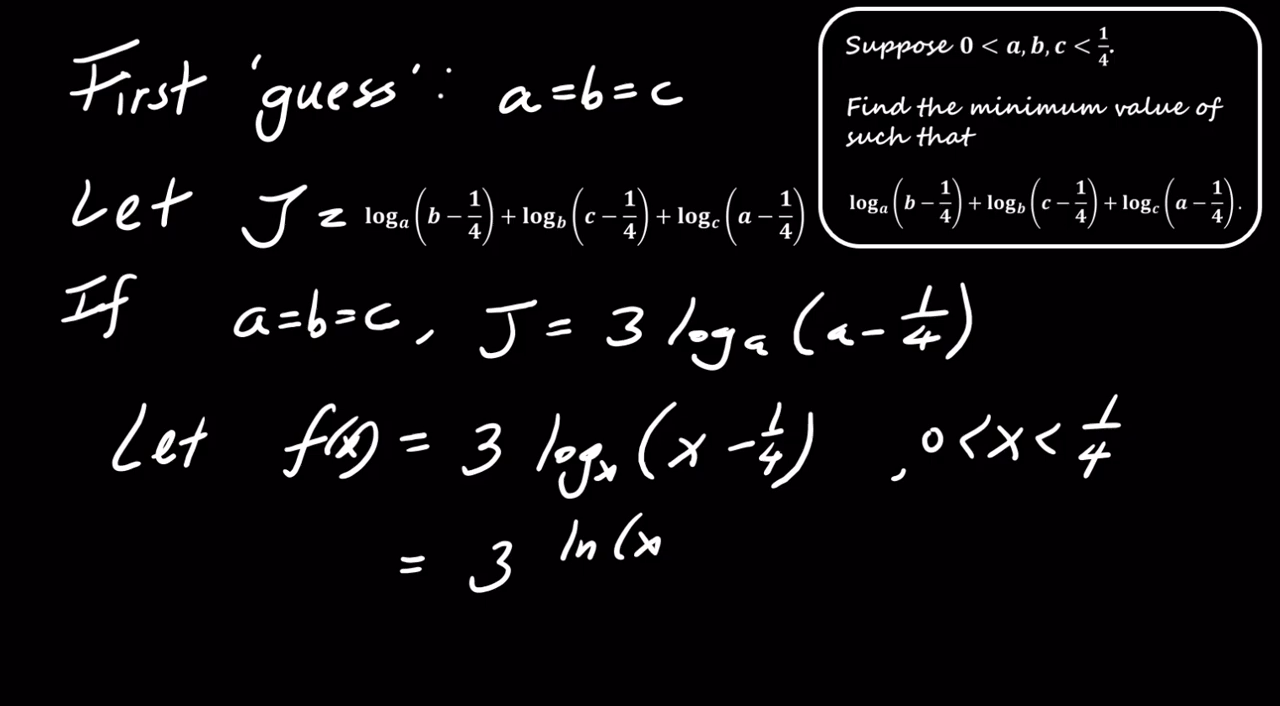 First 'guess': a=b=c
Suppose 0 < a, b, c < 1/4.
Find the minimum value of
such that
log_a(b − 1/4) + log_b(c − 1/4) + log_c(a − 1/4).
Let J = log_a(b − 1/4) + log_b(c − 1/4) + log_c(a − 1/4)
If a=b=c, J = 3 log_a(a − 1/4)
Let f(x) = 3 log_x(x − 1/4), 0<x<1/4
= 3 ln(x